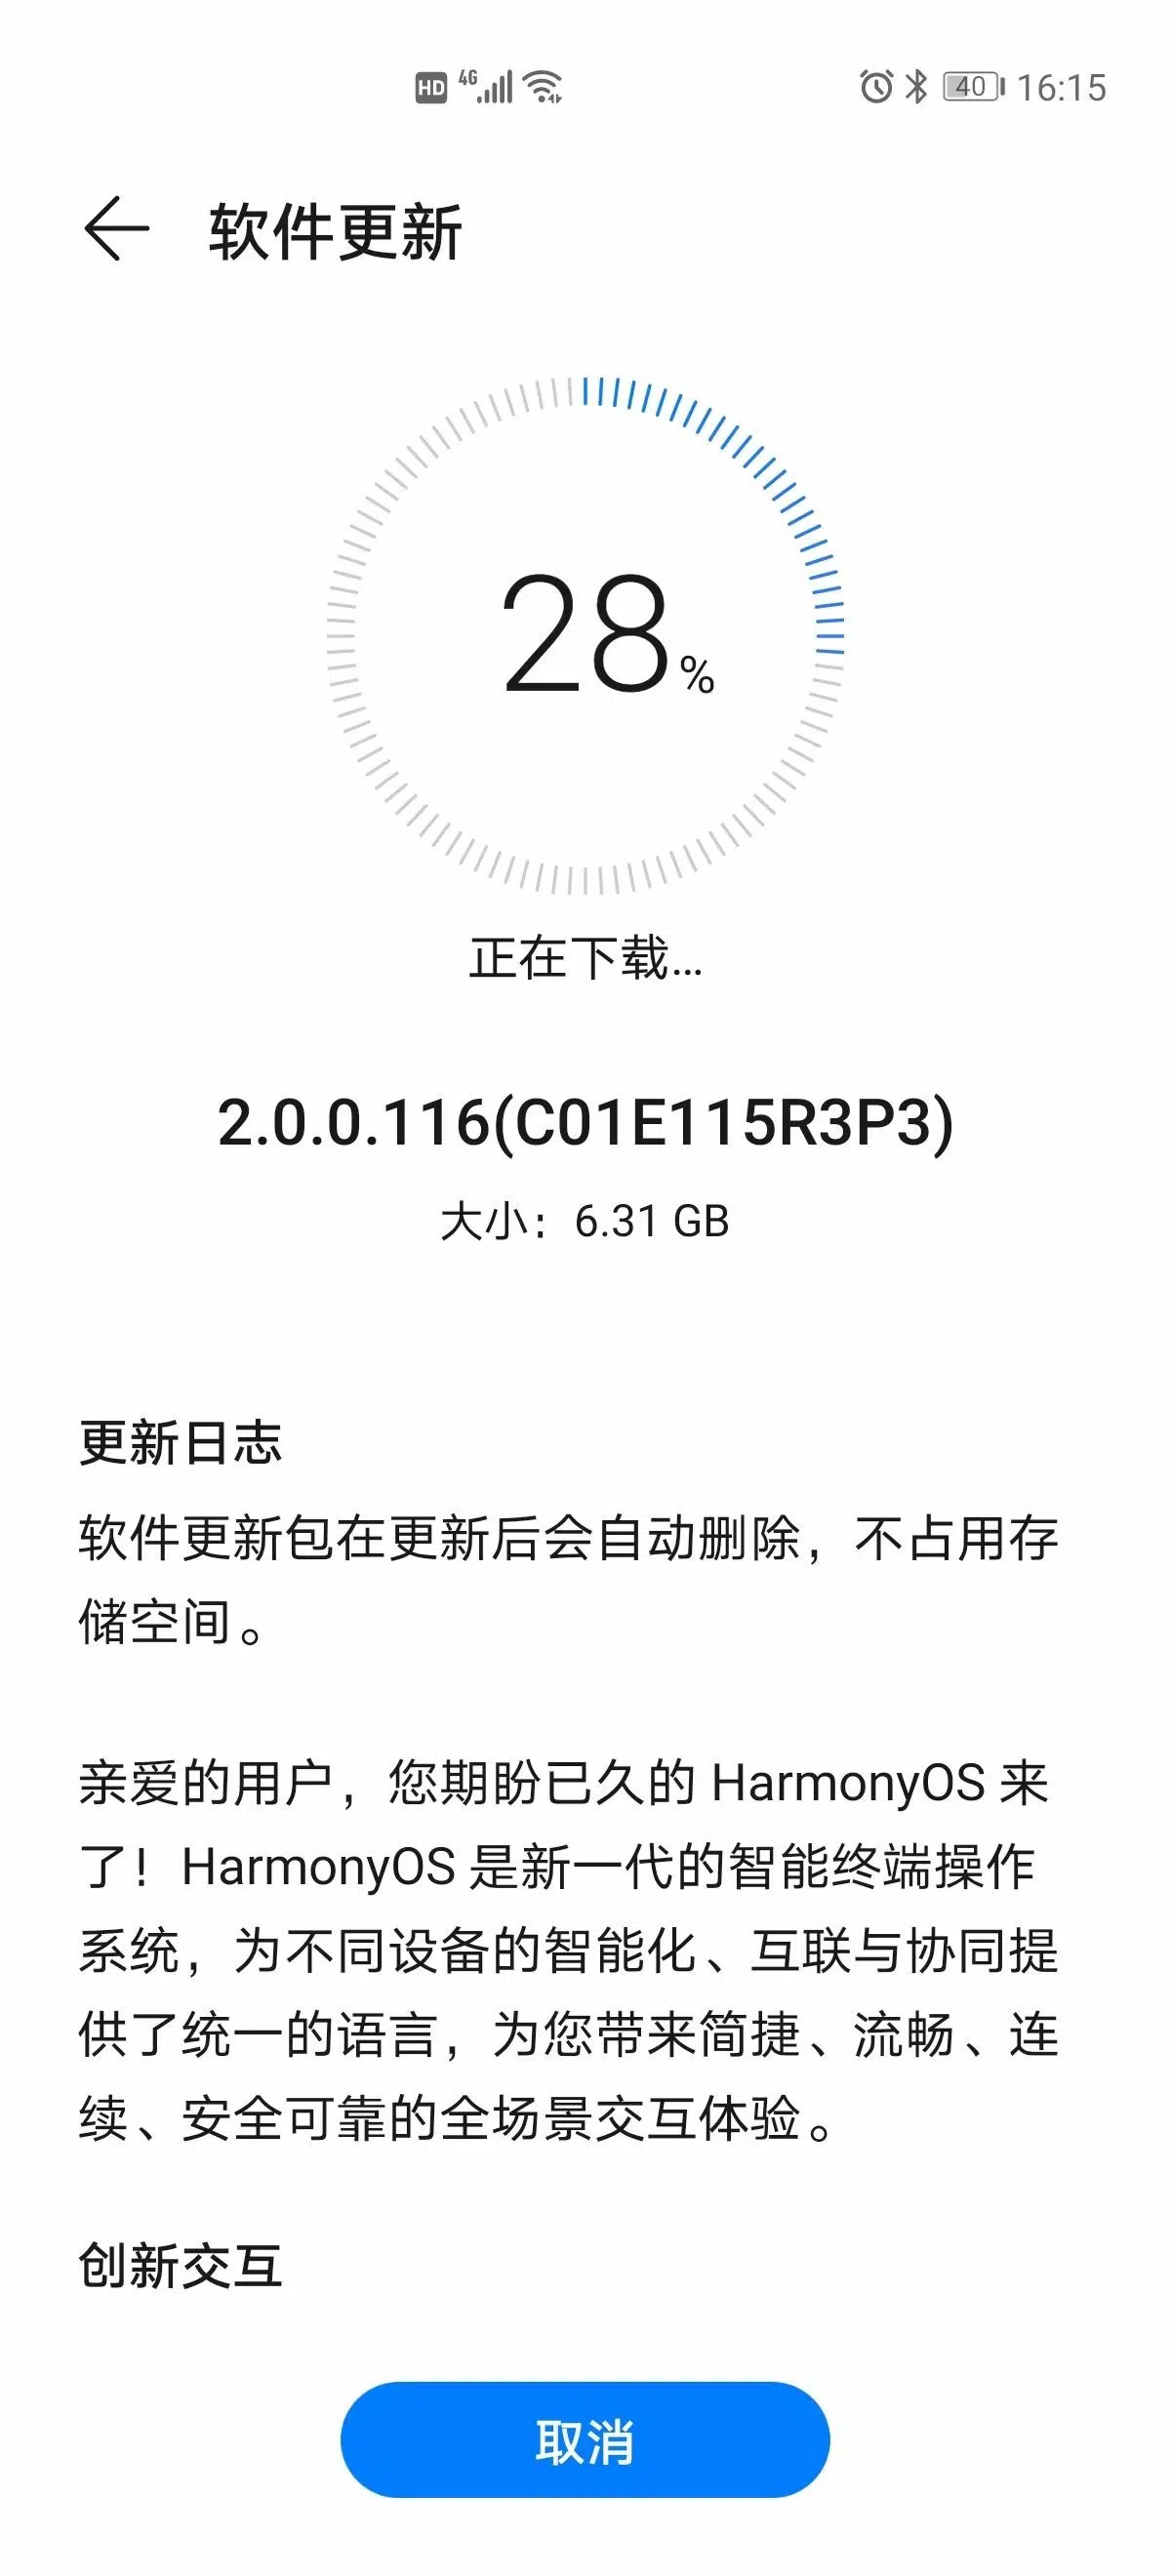 HD 4G 40 16:15
软件更新
28%
正在下载...
2.0.0.116(C01E115R3P3)
大小：6.31 GB
更新日志
软件更新包在更新后会自动删除，不占用存
储空间。
亲爱的用户，您期盼已久的 HarmonyOS 来
了！HarmonyOS 是新一代的智能终端操作
系统，为不同设备的智能化、互联与协同提
供了统一的语言，为您带来简捷、流畅、连
续、安全可靠的全场景交互体验。
创新交互
取消